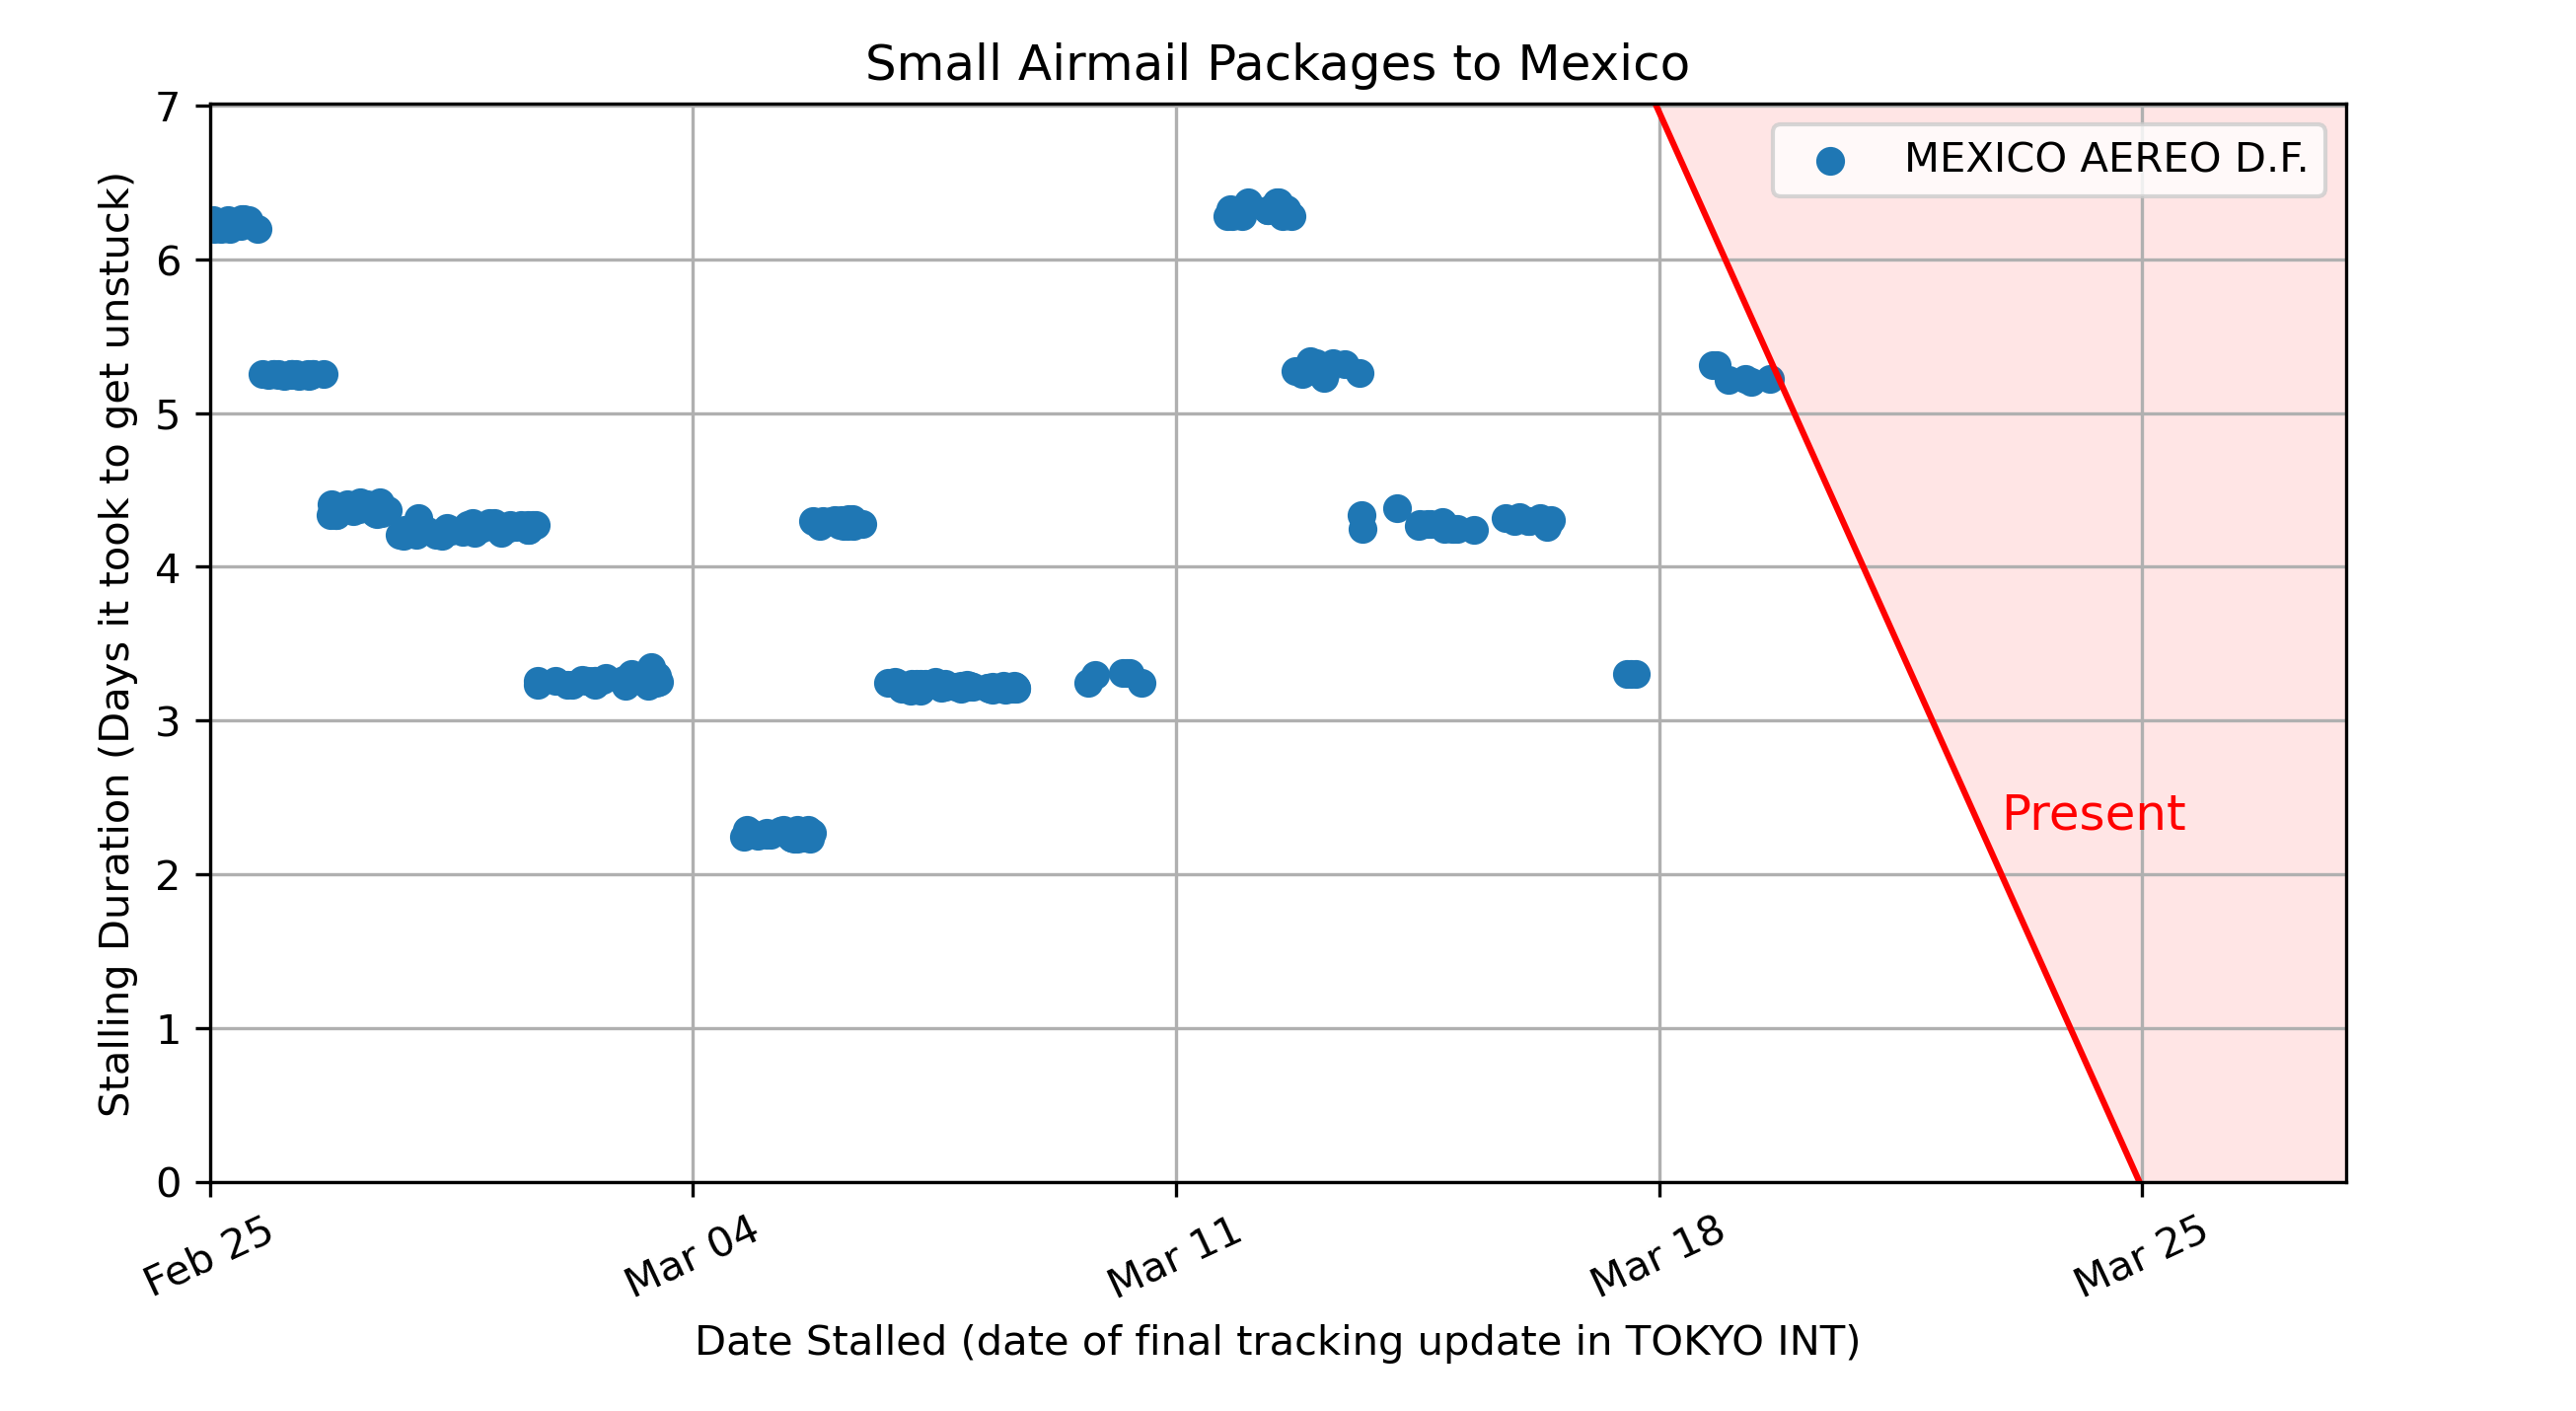 Small Airmail Packages to Mexico
Stalling Duration (Days it took to get unstuck)
7
6
5
4
3
2
1
0
MEXICO AEREO D.F.
Present
Feb 25
Mar 04
Mar 11
Mar 18
Mar 25
Date Stalled (date of final tracking update in TOKYO INT)